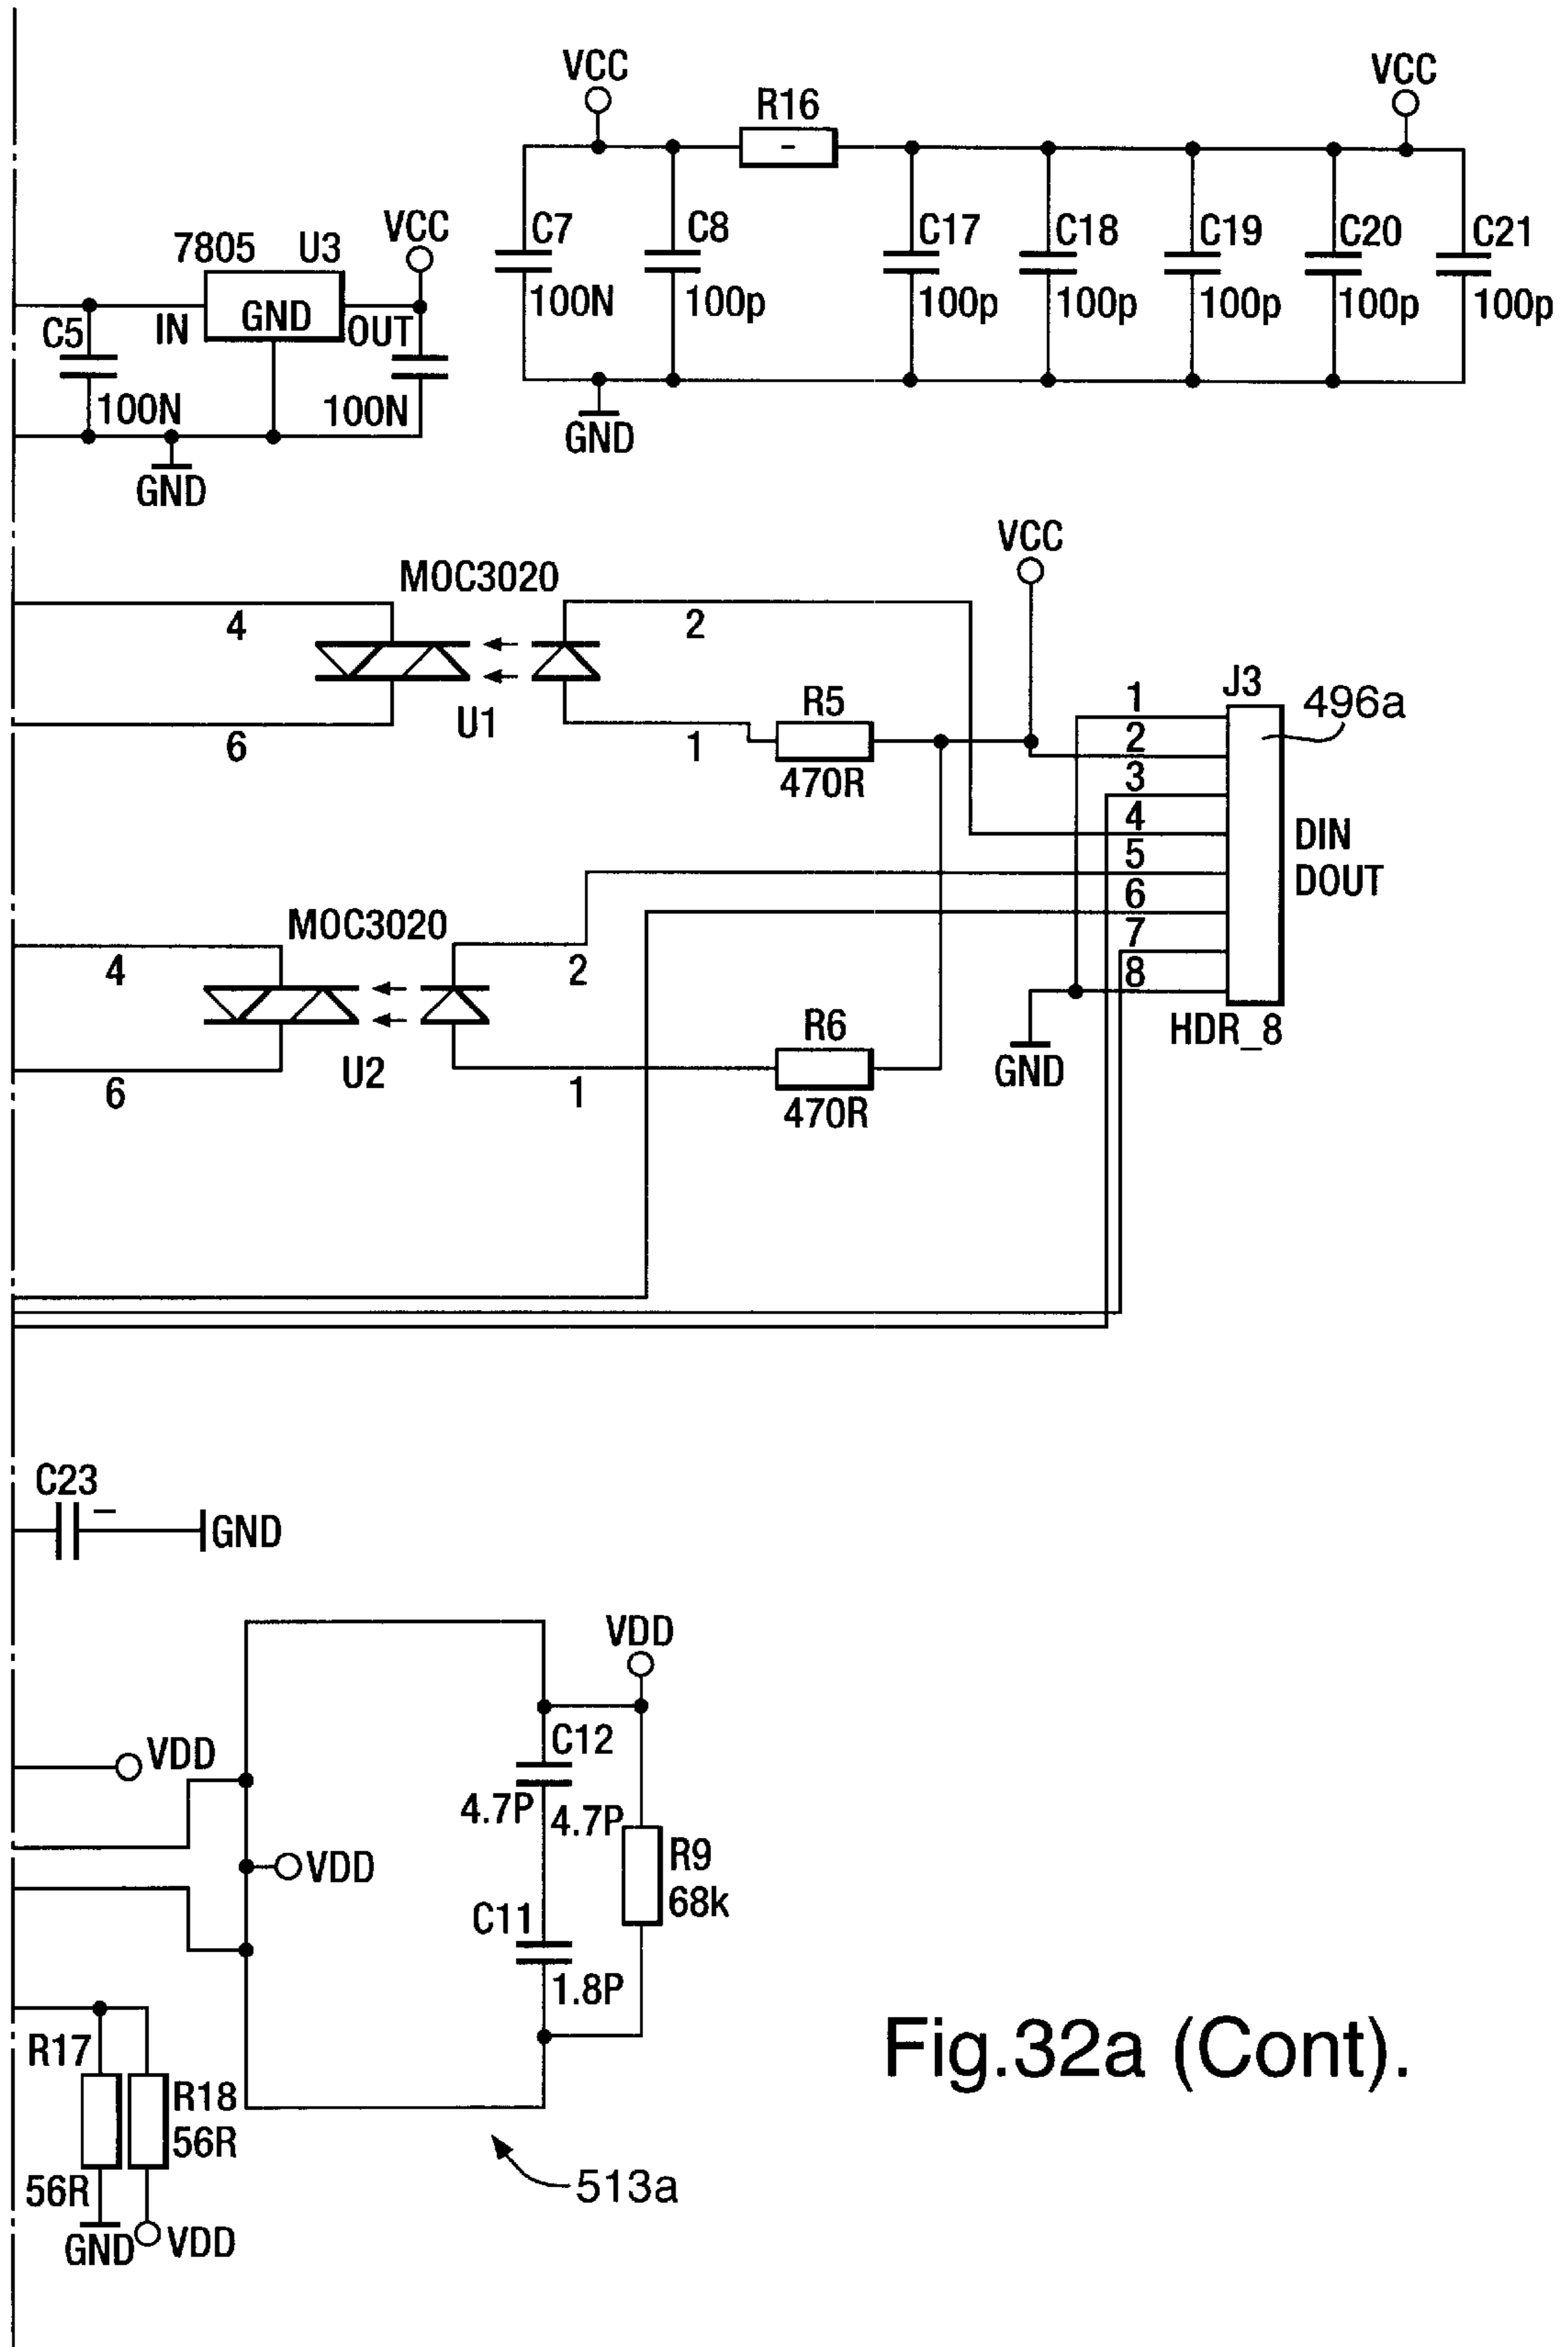 VCC
VCC
R16
-
C7
100N
C8
100p
C17
100p
C18
100p
C19
100p
C20
100p
C21
100p
7805
U3
VCC
IN
GND
OUT
C5
100N
100N
GND
GND
MOC3020
4
6
U1
2
1
R5
470R
VCC
J3
496a
1
2
3
4
5
6
7
8
DIN
DOUT
HDR_8
GND
MOC3020
4
6
U2
2
1
R6
470R
C23
-
GND
VDD
VDD
VDD
C12
4.7P
4.7P
R9
68k
C11
1.8P
R17
56R
R18
56R
GND
VDD
513a
Fig.32a (Cont).